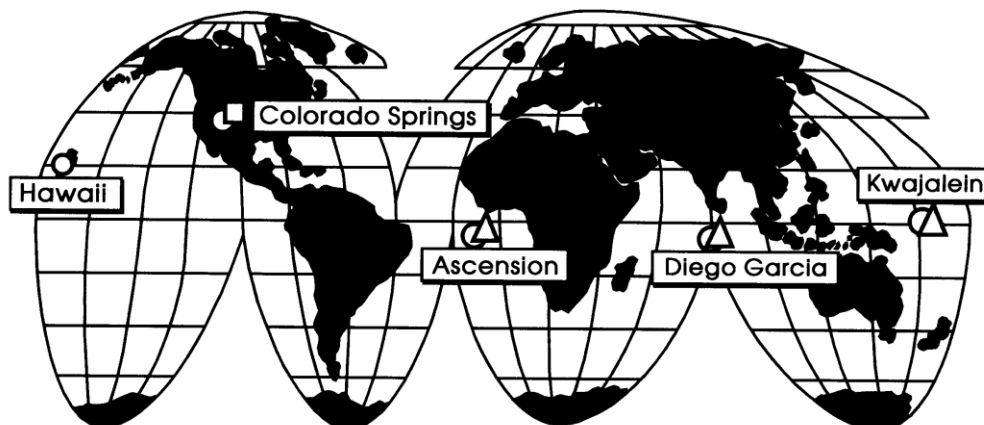 Colorado Springs
Hawaii
Kwajalein
Ascension
Diego Garcia